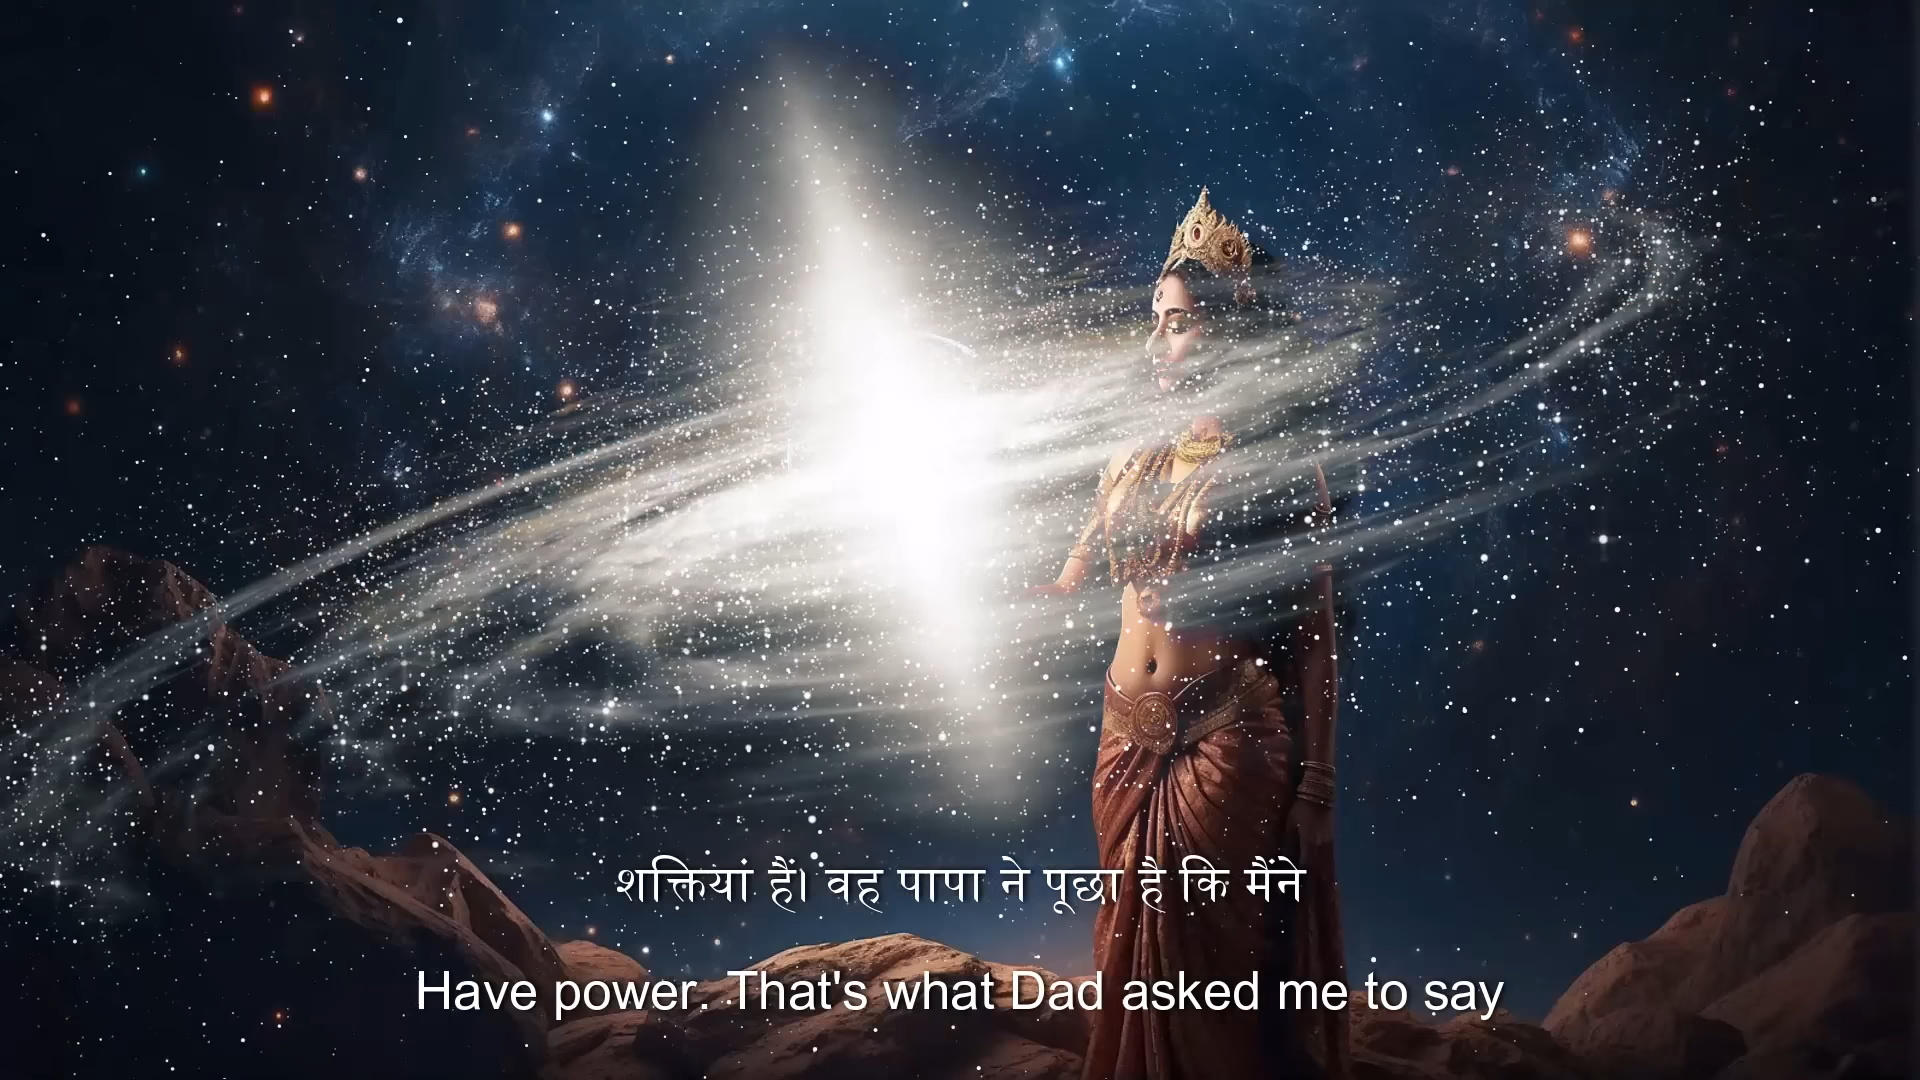 शक्तियां हैं। वह पापा ने पूछा है कि मैंने
Have power. That's what Dad asked me to say